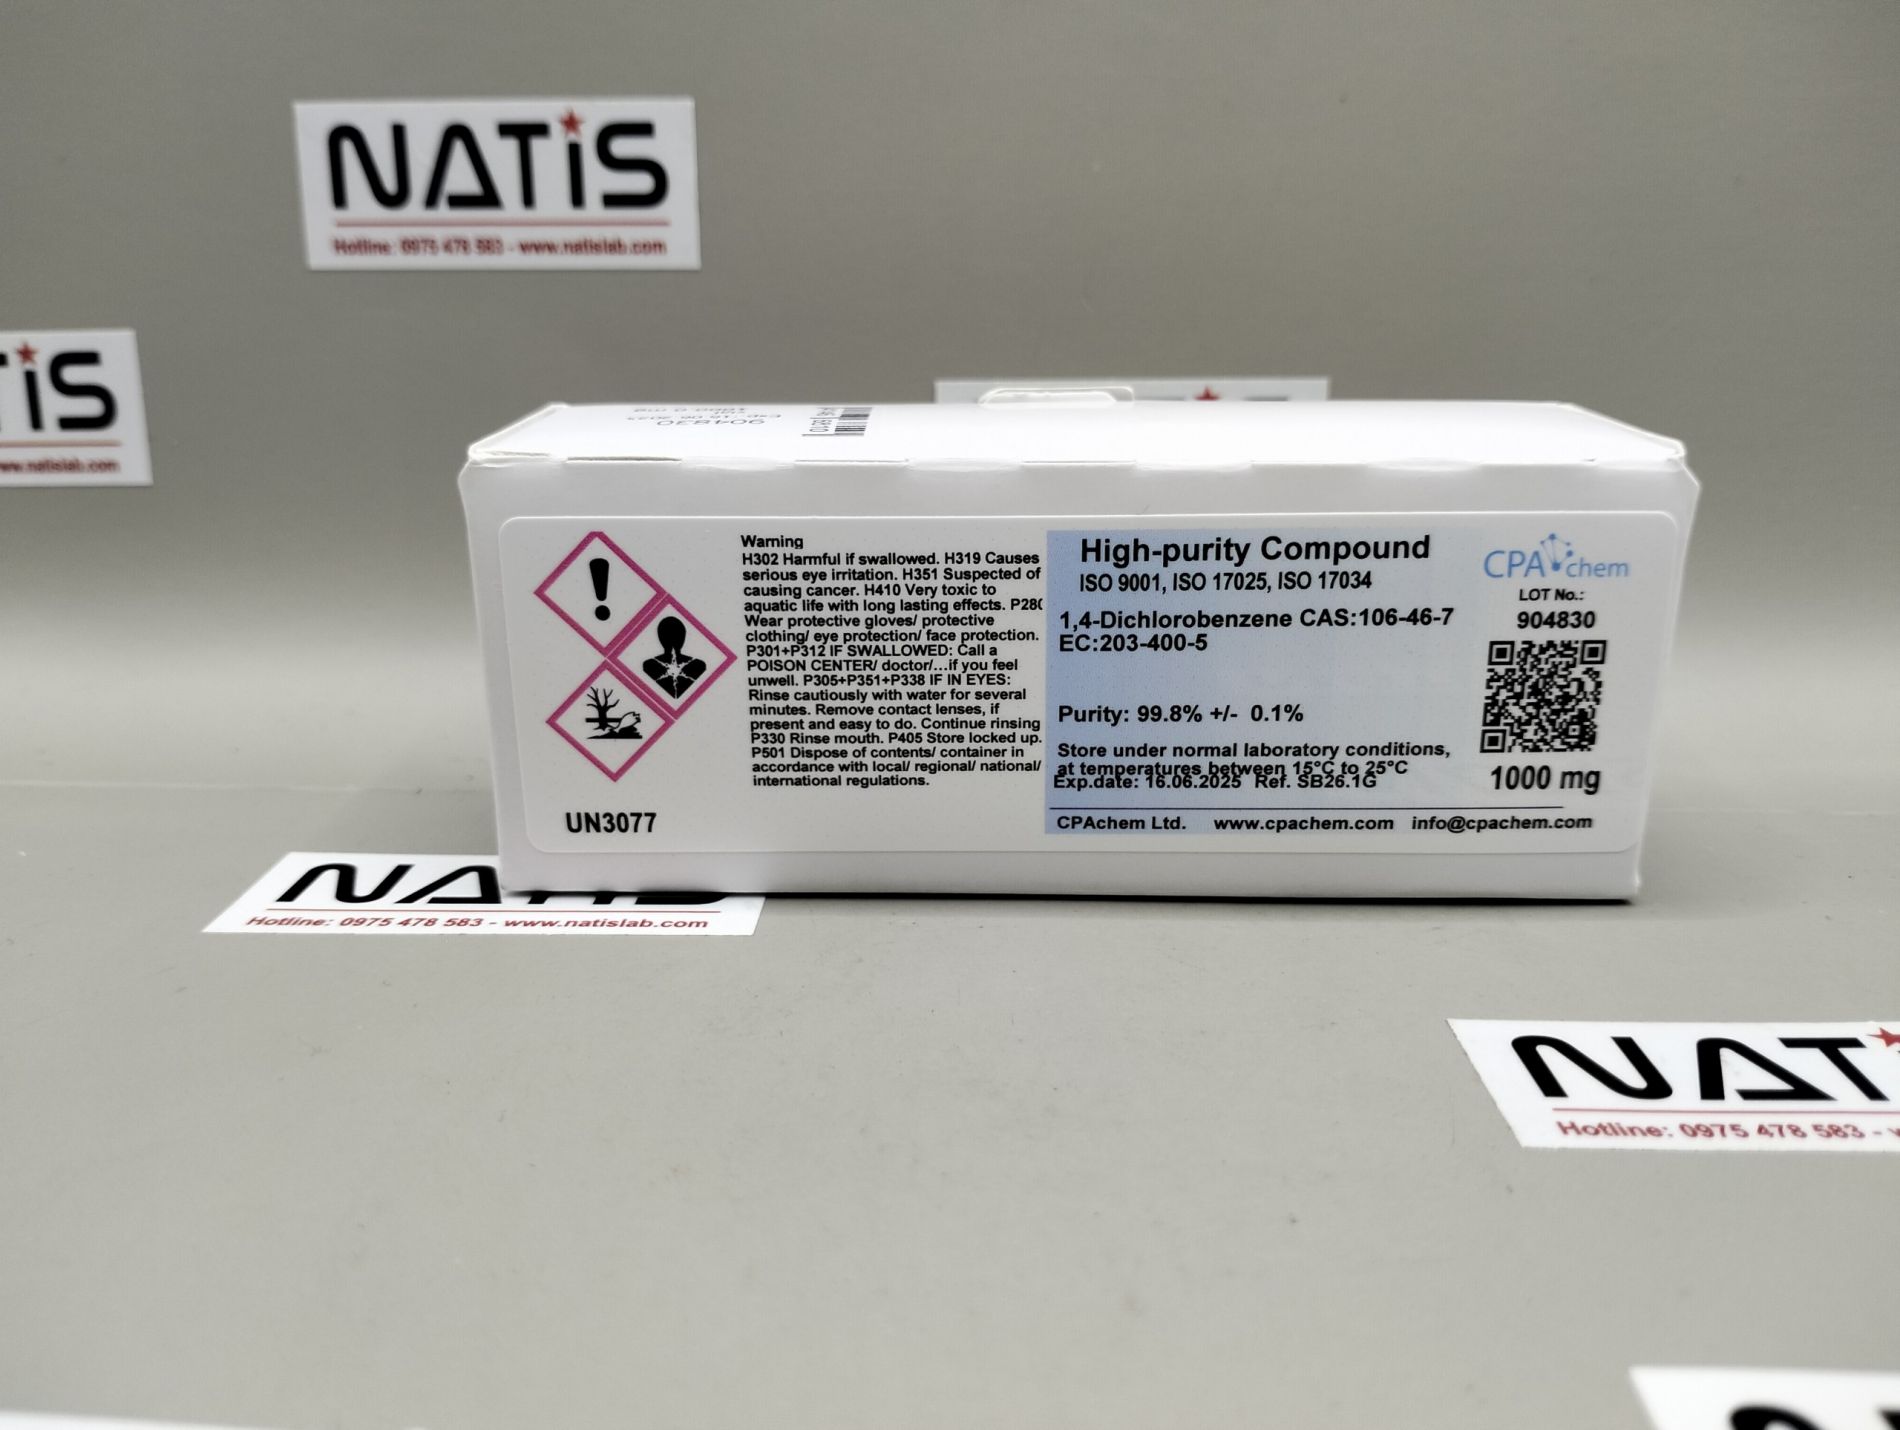 NATiS
Hotline: 0975 478 583 - www.natislab.com
TiS
www.natislab.com
904830
Warning
H302 Harmful if swallowed. H319 Causes
serious eye irritation. H351 Suspected of
causing cancer. H410 Very toxic to
aquatic life with long lasting effects. P280
Wear protective gloves/ protective
clothing/ eye protection/ face protection.
P301+P312 IF SWALLOWED: Call a
POISON CENTER/ doctor/...if you feel
unwell. P305+P351+P338 IF IN EYES:
Rinse cautiously with water for several
minutes. Remove contact lenses, if
present and easy to do. Continue rinsing
P330 Rinse mouth. P405 Store locked up.
P501 Dispose of contents/ container in
accordance with local/ regional/ national/
international regulations.
UN3077
High-purity Compound
ISO 9001, ISO 17025, ISO 17034
1,4-Dichlorobenzene CAS:106-46-7
EC:203-400-5
Purity: 99.8% +/- 0.1%
Store under normal laboratory conditions,
at temperatures between 15°C to 25°C
Exp.date: 16.06.2025 Ref. SB26.1G
CPAchem Ltd. www.cpachem.com info@cpachem.com
CPAchem
LOT No.:
904830
1000 mg
Hotline: 0975 478 583 - www.natislab.com
NAT
Hotline: 0975 478 583 -